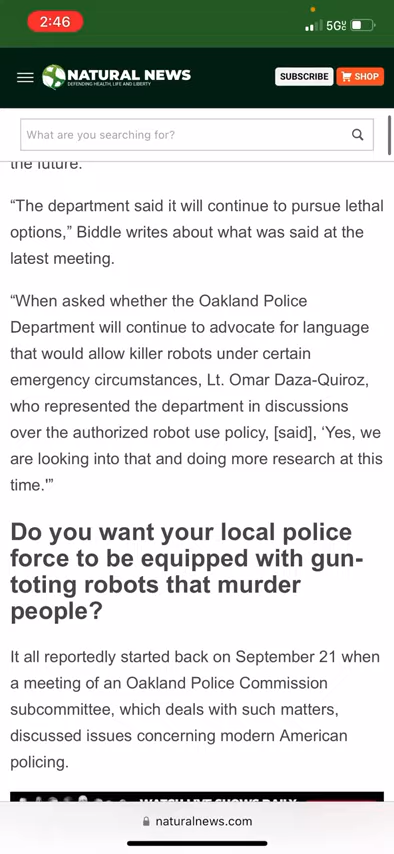 2:46
5G UC
NATURAL NEWS
DEFENDING HEALTH, LIFE AND LIBERTY
SUBSCRIBE
SHOP
What are you searching for?
the future.
“The department said it will continue to pursue lethal
options,” Biddle writes about what was said at the
latest meeting.
“When asked whether the Oakland Police
Department will continue to advocate for language
that would allow killer robots under certain
emergency circumstances, Lt. Omar Daza-Quiroz,
who represented the department in discussions
over the authorized robot use policy, [said], ‘Yes, we
are looking into that and doing more research at this
time.'”
Do you want your local police
force to be equipped with gun-
toting robots that murder
people?
It all reportedly started back on September 21 when
a meeting of an Oakland Police Commission
subcommittee, which deals with such matters,
discussed issues concerning modern American
policing.
WATCH LIVE SHOWS DAILY
naturalnews.com